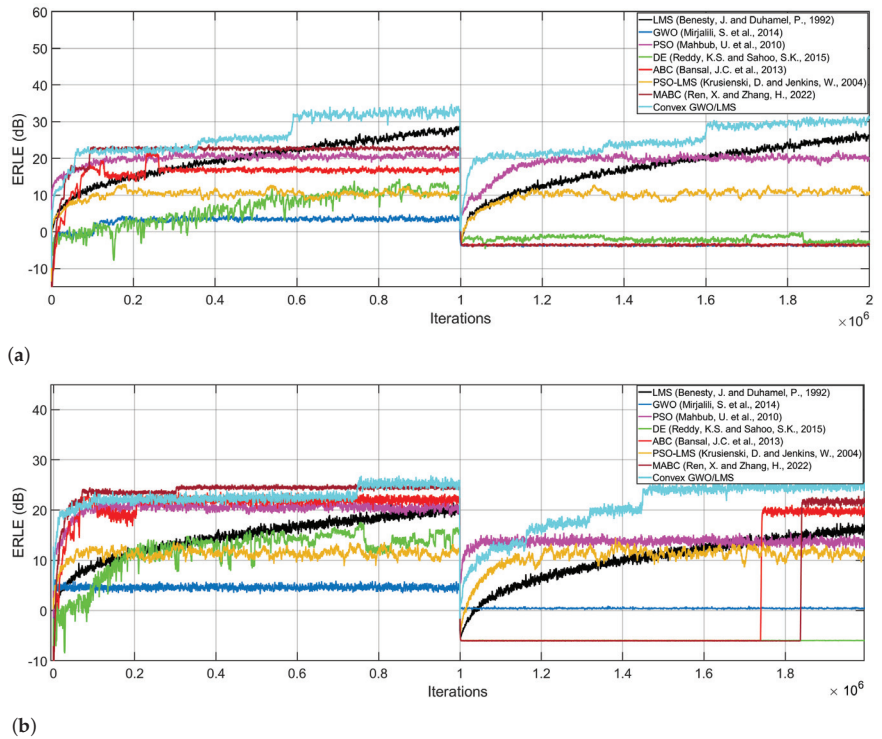 60
50
40
30
20
10
0
-10
ERLE (dB)
0
0.2
0.4
0.6
0.8
1
1.2
1.4
1.6
1.8
2
Iterations
× 10^6
LMS (Benesty, J. and Duhamel, P., 1992)
GWO (Mirjalili, S. et al., 2014)
PSO (Mahbub, U. et al., 2010)
DE (Reddy, K.S. and Sahoo, S.K., 2015)
ABC (Bansal, J.C. et al., 2013)
PSO-LMS (Krusienski, D. and Jenkins, W., 2004)
MABC (Ren, X. and Zhang, H., 2022)
Convex GWO/LMS
(a)
40
30
20
10
0
-10
ERLE (dB)
0
0.2
0.4
0.6
0.8
1
1.2
1.4
1.6
1.8
Iterations
× 10^6
LMS (Benesty, J. and Duhamel, P., 1992)
GWO (Mirjalili, S. et al., 2014)
PSO (Mahbub, U. et al., 2010)
DE (Reddy, K.S. and Sahoo, S.K., 2015)
ABC (Bansal, J.C. et al., 2013)
PSO-LMS (Krusienski, D. and Jenkins, W., 2004)
MABC (Ren, X. and Zhang, H., 2022)
Convex GWO/LMS
(b)